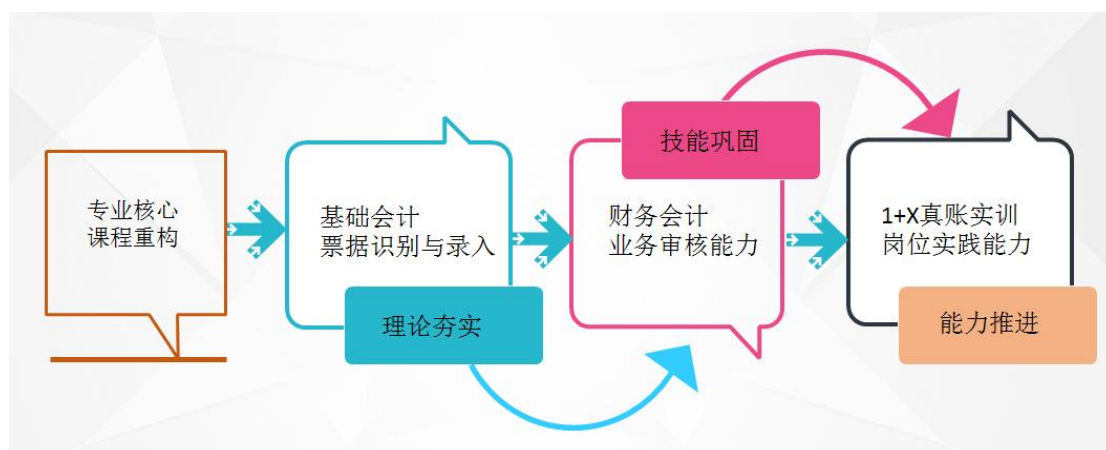 专业核心
课程重构
基础会计
票据识别与录入
理论夯实
技能巩固
财务会计
业务审核能力
1+X真账实训
岗位实践能力
能力推进